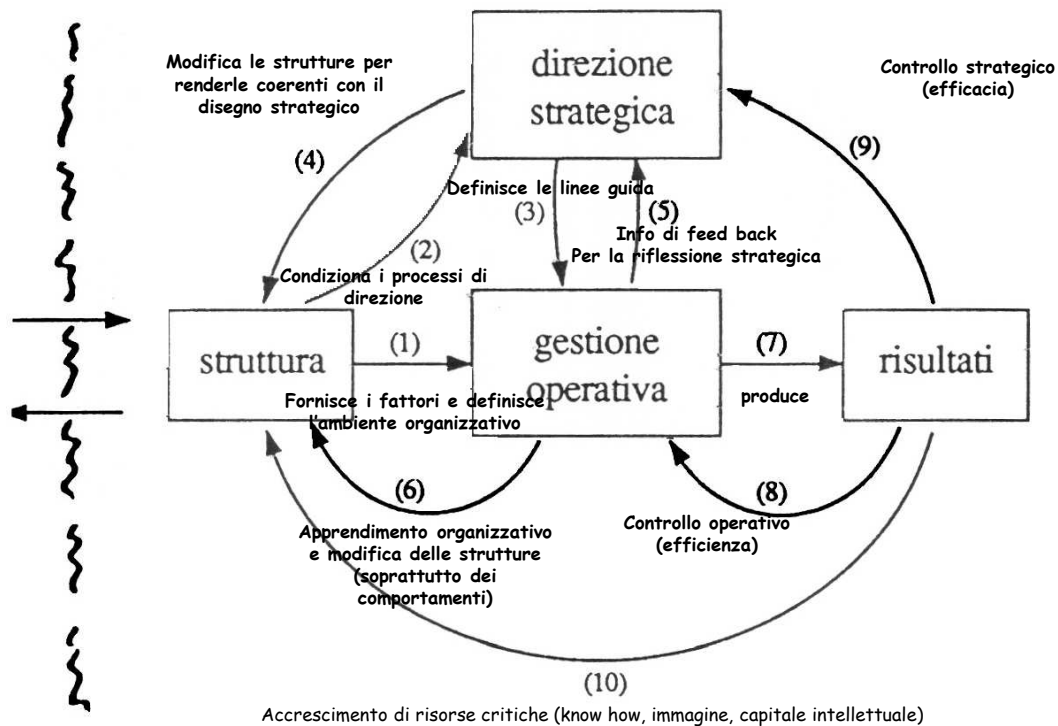 Modifica le strutture per
renderle coerenti con il
disegno strategico
direzione
strategica
Controllo strategico
(efficacia)
(4)
(9)
Definisce le linee guida
(3)
(5)
(2)
Info di feed back
Per la riflessione strategica
Condiziona i processi di
direzione
struttura
(1)
gestione
operativa
(7)
produce
risultati
Fornisce i fattori e definisce
l'ambiente organizzativo
(6)
(8)
Apprendimento organizzativo
e modifica delle strutture
(soprattutto dei
comportamenti)
Controllo operativo
(efficienza)
(10)
Accrescimento di risorse critiche (know how, immagine, capitale intellettuale)